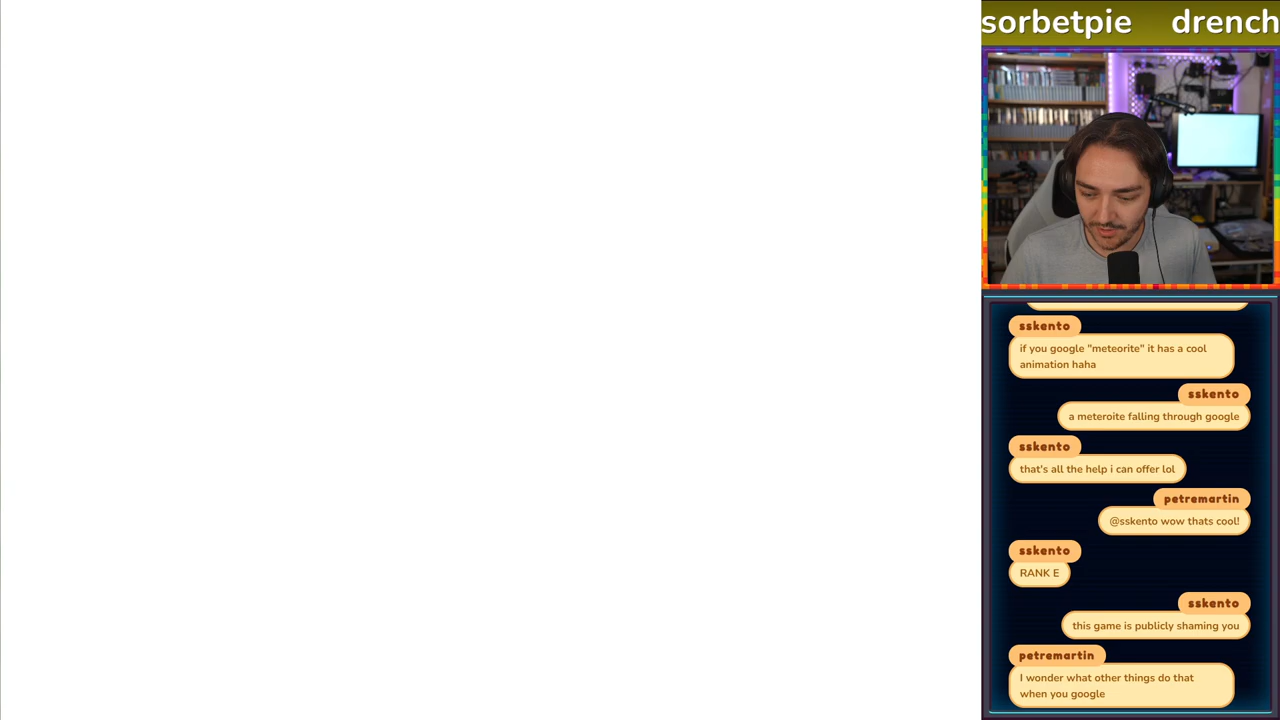 sorbetpie drench
sskento
if you google "meteorite" it has a cool
animation haha
sskento
a meteroite falling through google
sskento
that's all the help i can offer lol
petremartin
@sskento wow thats cool!
sskento
RANK E
sskento
this game is publicly shaming you
petremartin
I wonder what other things do that
when you google